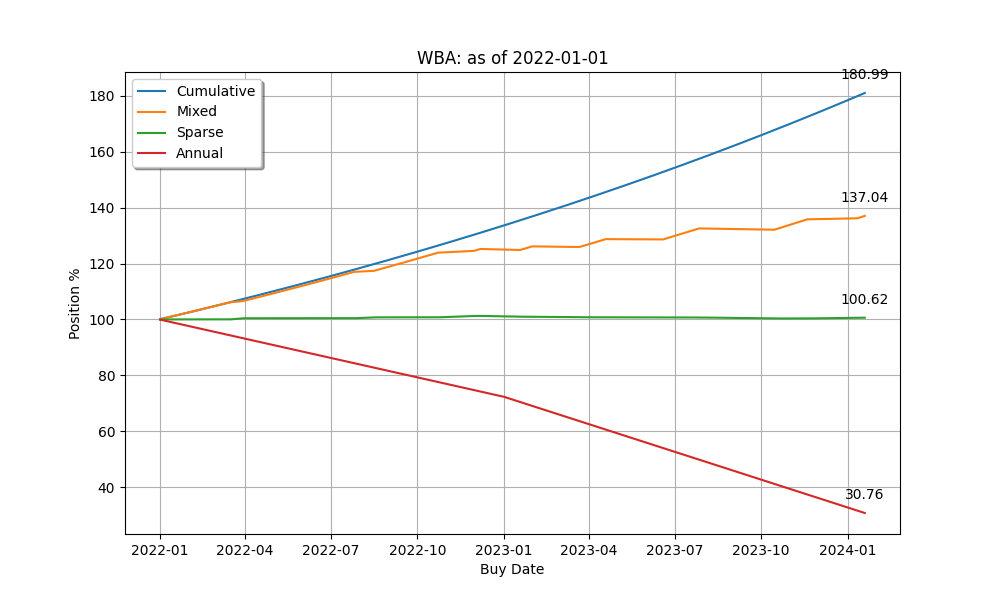 WBA: as of 2022-01-01
Cumulative
Mixed
Sparse
Annual
180.99
137.04
100.62
30.76
180
160
140
120
100
80
60
40
Position %
2022-01 2022-04 2022-07 2022-10 2023-01 2023-04 2023-07 2023-10 2024-01
Buy Date